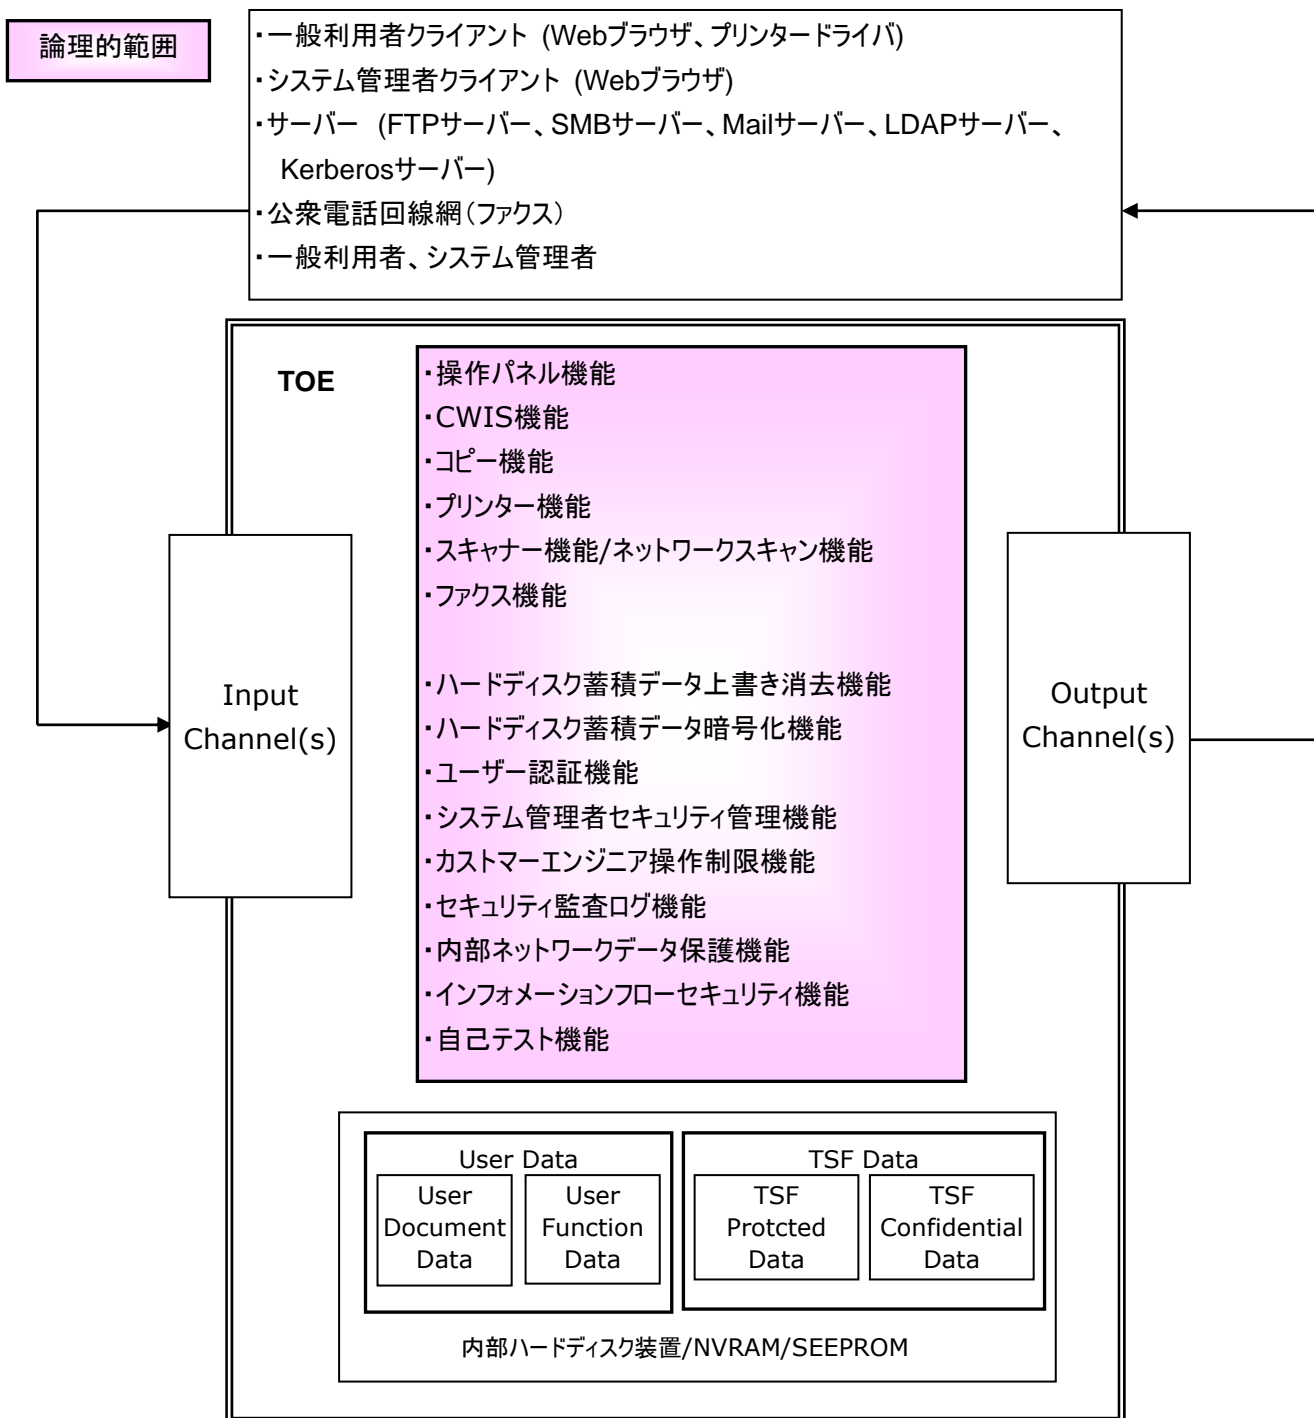 論理的範囲
・一般利用者クライアント (Webブラウザ、プリンタードライバ)
・システム管理者クライアント (Webブラウザ)
・サーバー (FTPサーバー、SMBサーバー、Mailサーバー、LDAPサーバー、
Kerberosサーバー)
・公衆電話回線網(ファクス)
・一般利用者、システム管理者
TOE
・操作パネル機能
・CWIS機能
・コピー機能
・プリンター機能
・スキャナー機能/ネットワークスキャン機能
・ファクス機能
・ハードディスク蓄積データ上書き消去機能
・ハードディスク蓄積データ暗号化機能
・ユーザー認証機能
・システム管理者セキュリティ管理機能
・カストマーエンジニア操作制限機能
・セキュリティ監査ログ機能
・内部ネットワークデータ保護機能
・インフォメーションフローセキュリティ機能
・自己テスト機能
Input
Channel(s)
Output
Channel(s)
User Data
User
Document
Data
User
Function
Data
TSF Data
TSF
Protcted
Data
TSF
Confidential
Data
内部ハードディスク装置/NVRAM/SEEPROM